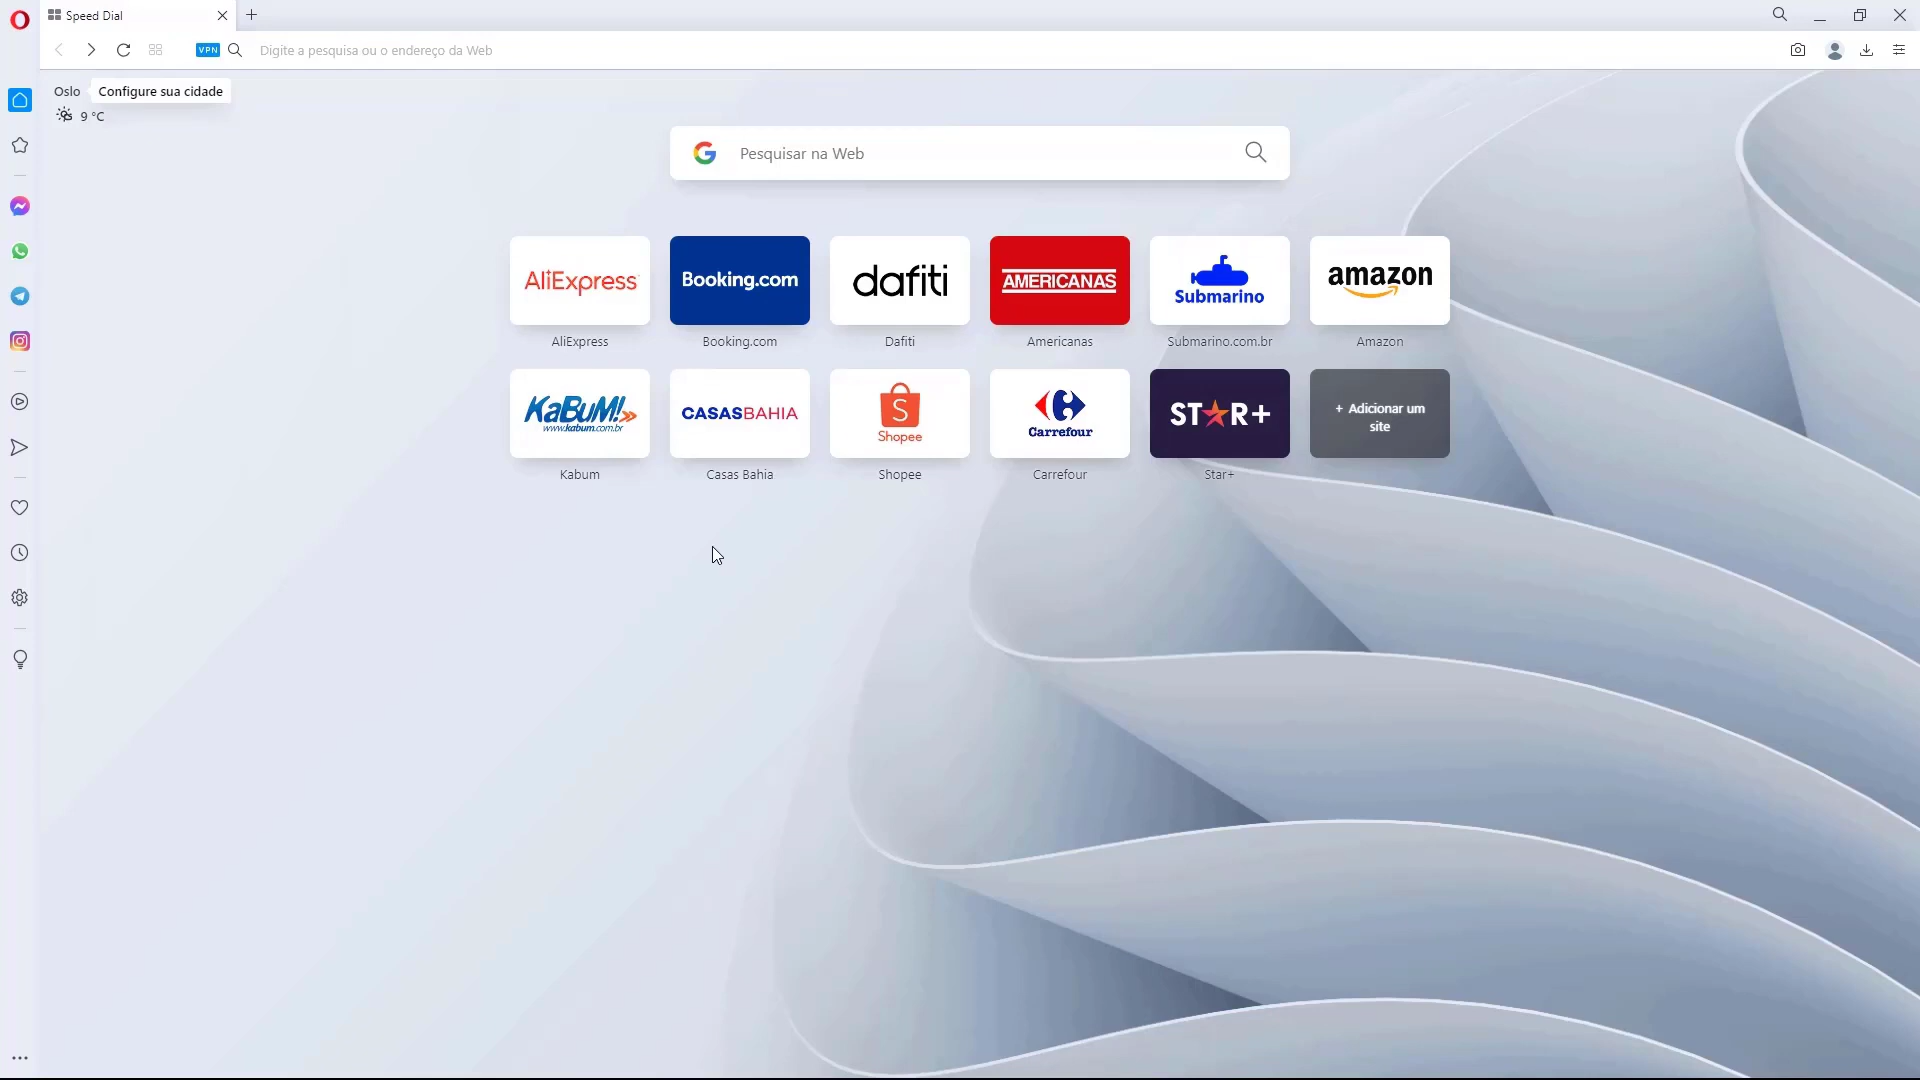 Speed Dial
VPN
Digite a pesquisa ou o endereço da Web
Oslo
Configure sua cidade
9 °C
Pesquisar na Web
AliExpress
Booking.com
dafiti
AMERICANAS
Submarino
amazon
AliExpress
Booking.com
Dafiti
Americanas
Submarino.com.br
Amazon
KaBuM!
www.kabum.com.br
CASASBAHIA
S
Shopee
Carrefour
ST★R+
+ Adicionar um
site
Kabum
Casas Bahia
Shopee
Carrefour
Star+